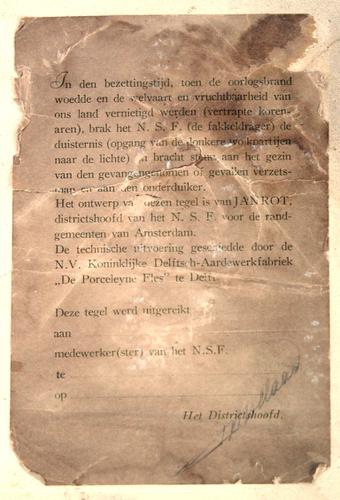 In den bezettingstijd, toen de oorlogsbrand
woedde en de welvaart en vruchtbaarheid van
ons land vernietigd werden (vertrapte koren-
aren), brak het N. S. F. (de fakkeldrager) de
duisternis (opgang van de donkere wolkpartijen
naar de lichte) en bracht steun aan het gezin
van den gevangengenomen of gevallen verzets-
man en aan den onderduiker.
Het ontwerp van dezen tegel is van JAN ROT,
districtshoofd van het N. S. F. voor de rand-
gemeenten van Amsterdam.
De technische uitvoering geschiedde door de
N.V. Koninklijke Delftsch-Aardewerkfabriek
„De Porceleyne Fles” te Delft.
Deze tegel werd uitgereikt
aan
medewerker(ster) van het N.S.F.
te
op
Het Districtshoofd,